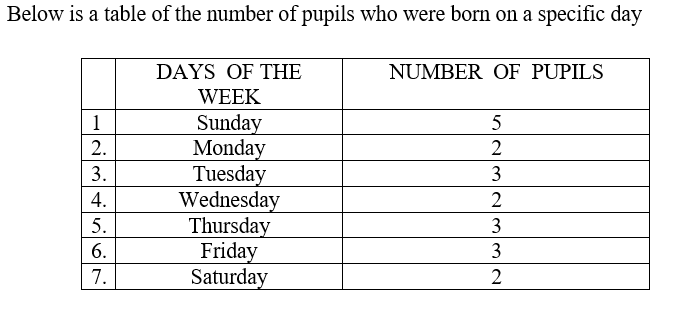 Below is a table of the number of pupils who were born on a specific day
DAYS OF THE WEEK NUMBER OF PUPILS
1 Sunday 5
2. Monday 2
3. Tuesday 3
4. Wednesday 2
5. Thursday 3
6. Friday 3
7. Saturday 2